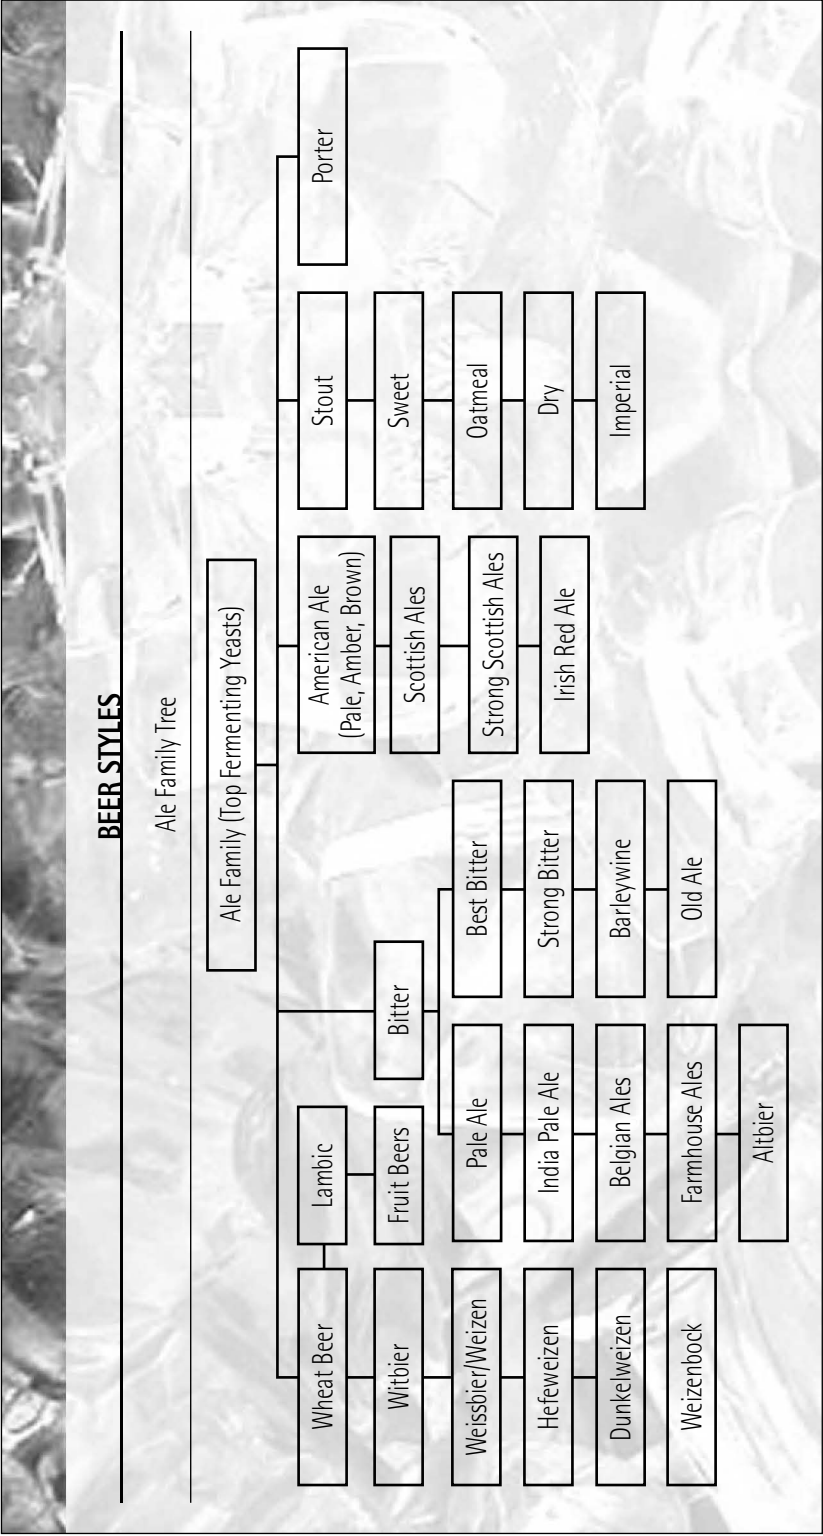 BEER STYLES
Ale Family Tree
Ale Family (Top Fermenting Yeasts)
Wheat Beer
Witbier
Weissbier/Weizen
Hefeweizen
Dunkelweizen
Weizenbock
Lambic
Fruit Beers
Bitter
Pale Ale
India Pale Ale
Belgian Ales
Farmhouse Ales
Altbier
Best Bitter
Strong Bitter
Barleywine
Old Ale
American Ale
(Pale, Amber, Brown)
Scottish Ales
Strong Scottish Ales
Irish Red Ale
Stout
Sweet
Oatmeal
Dry
Imperial
Porter